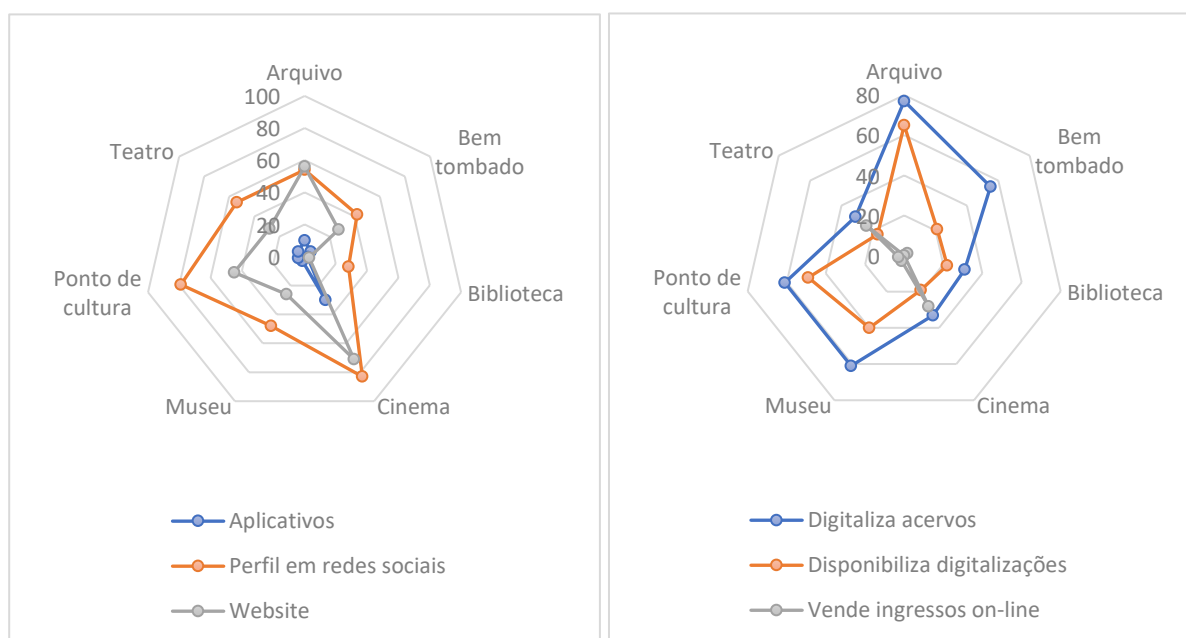 Arquivo
100
80
60
40
20
0
Bem
tombado
Biblioteca
Cinema
Museu
Ponto de
cultura
Teatro
Aplicativos
Perfil em redes sociais
Website
Arquivo
80
60
40
20
0
Bem
tombado
Biblioteca
Cinema
Museu
Ponto de
cultura
Teatro
Digitaliza acervos
Disponibiliza digitalizações
Vende ingressos on-line